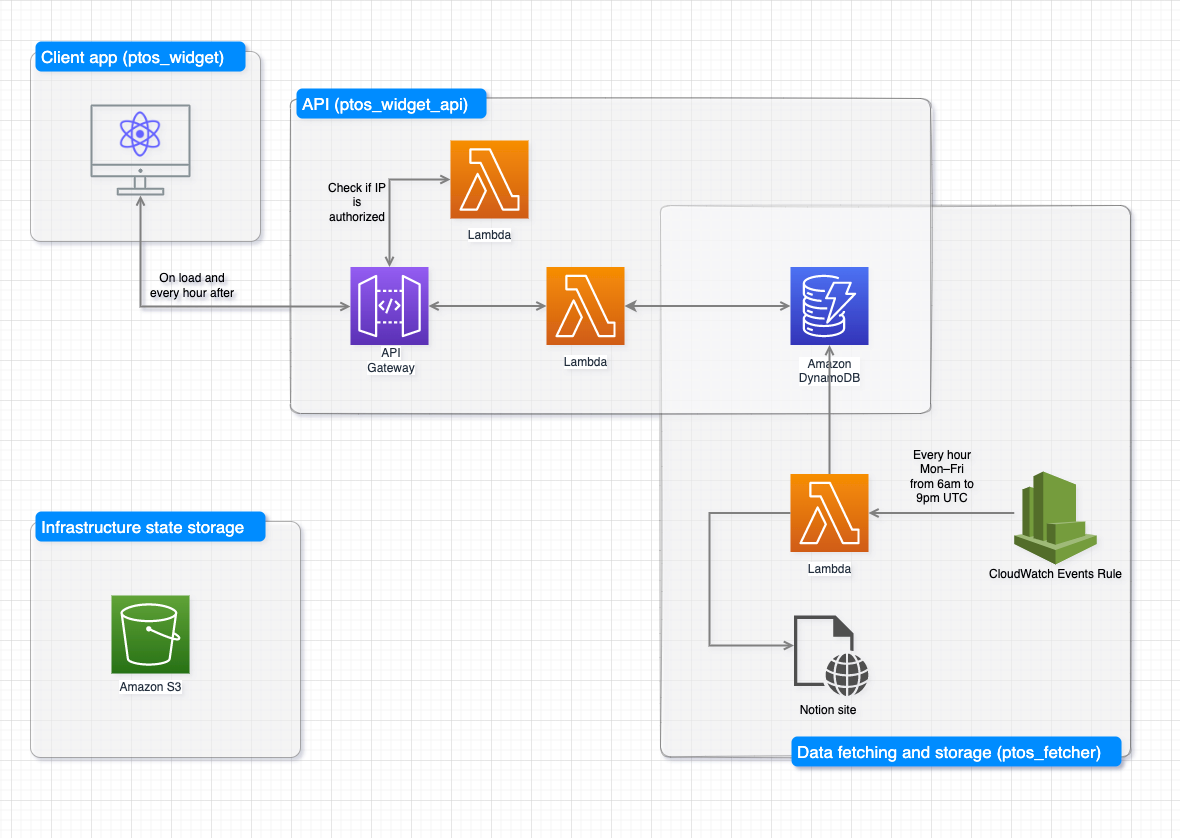 Client app (ptos_widget)
API (ptos_widget_api)
Check if IP
is
authorized
Lambda
On load and
every hour after
API
Gateway
Lambda
Amazon
DynamoDB
Every hour
Mon–Fri
from 6am to
9pm UTC
Lambda
CloudWatch Events Rule
Infrastructure state storage
Amazon S3
Notion site
Data fetching and storage (ptos_fetcher)